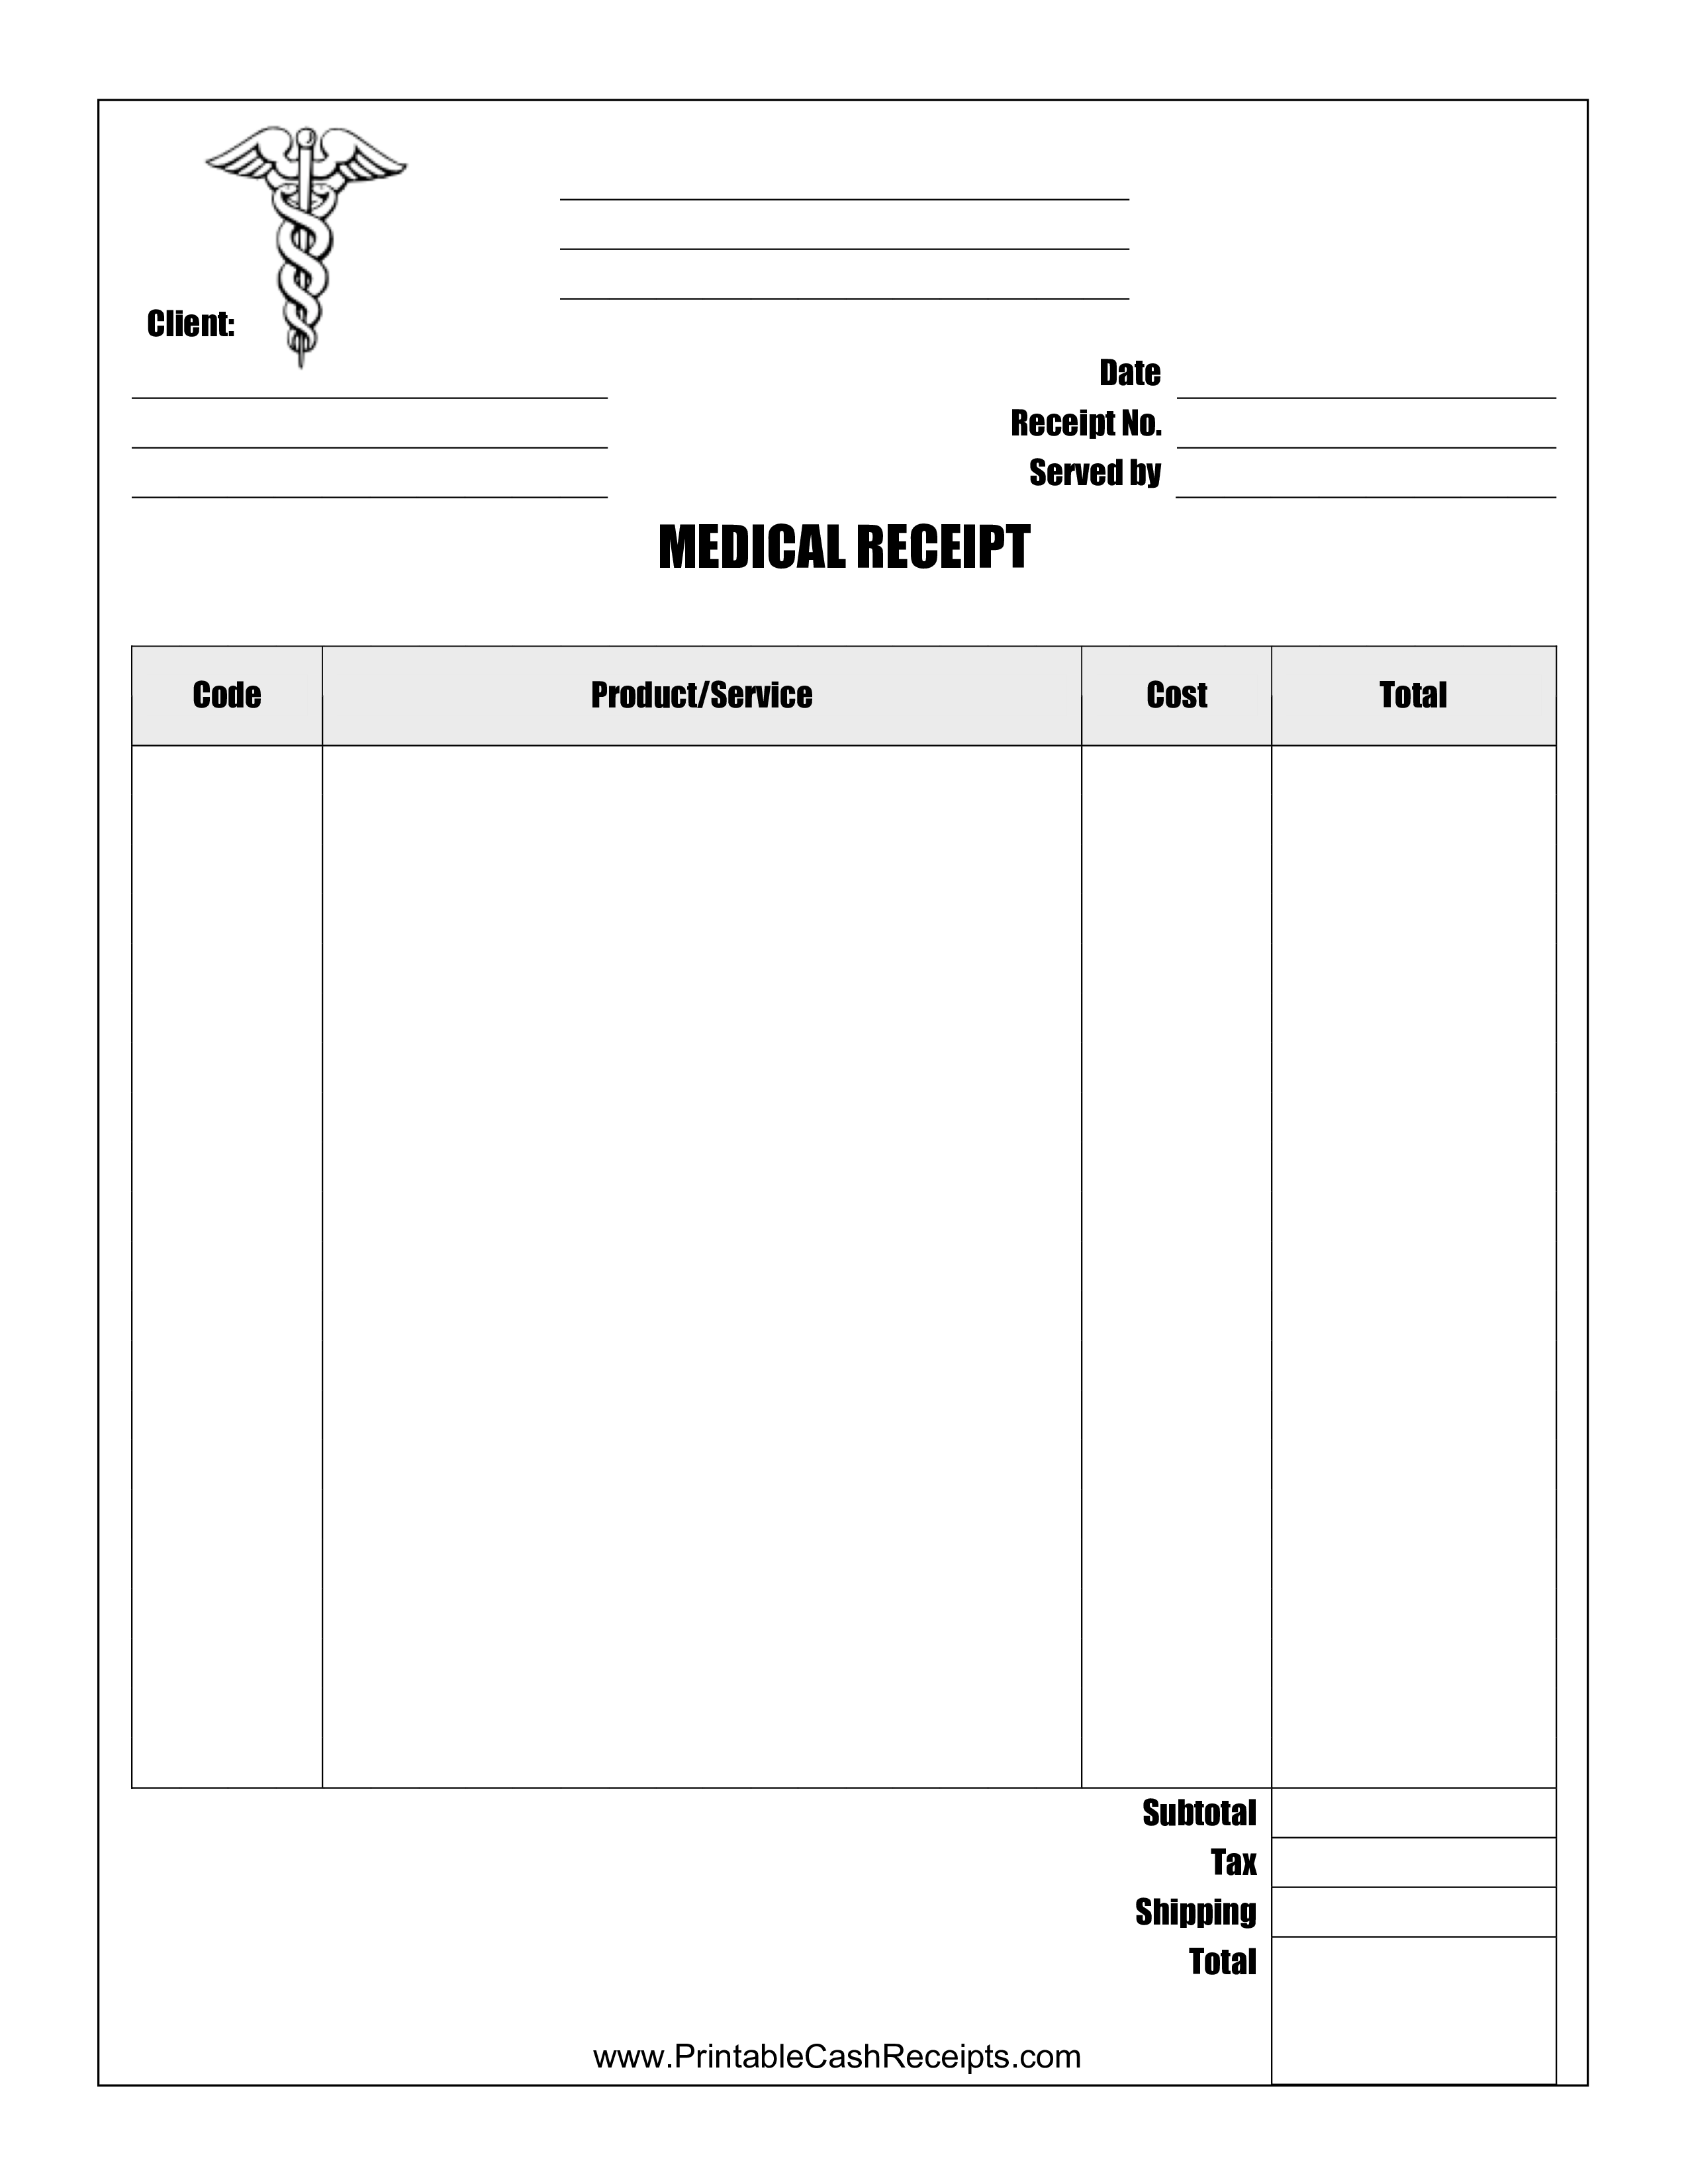 Client:
Date
Receipt No.
Served by
MEDICAL RECEIPT
Code Product/Service Cost Total
Subtotal
Tax
Shipping
Total
www.PrintableCashReceipts.com